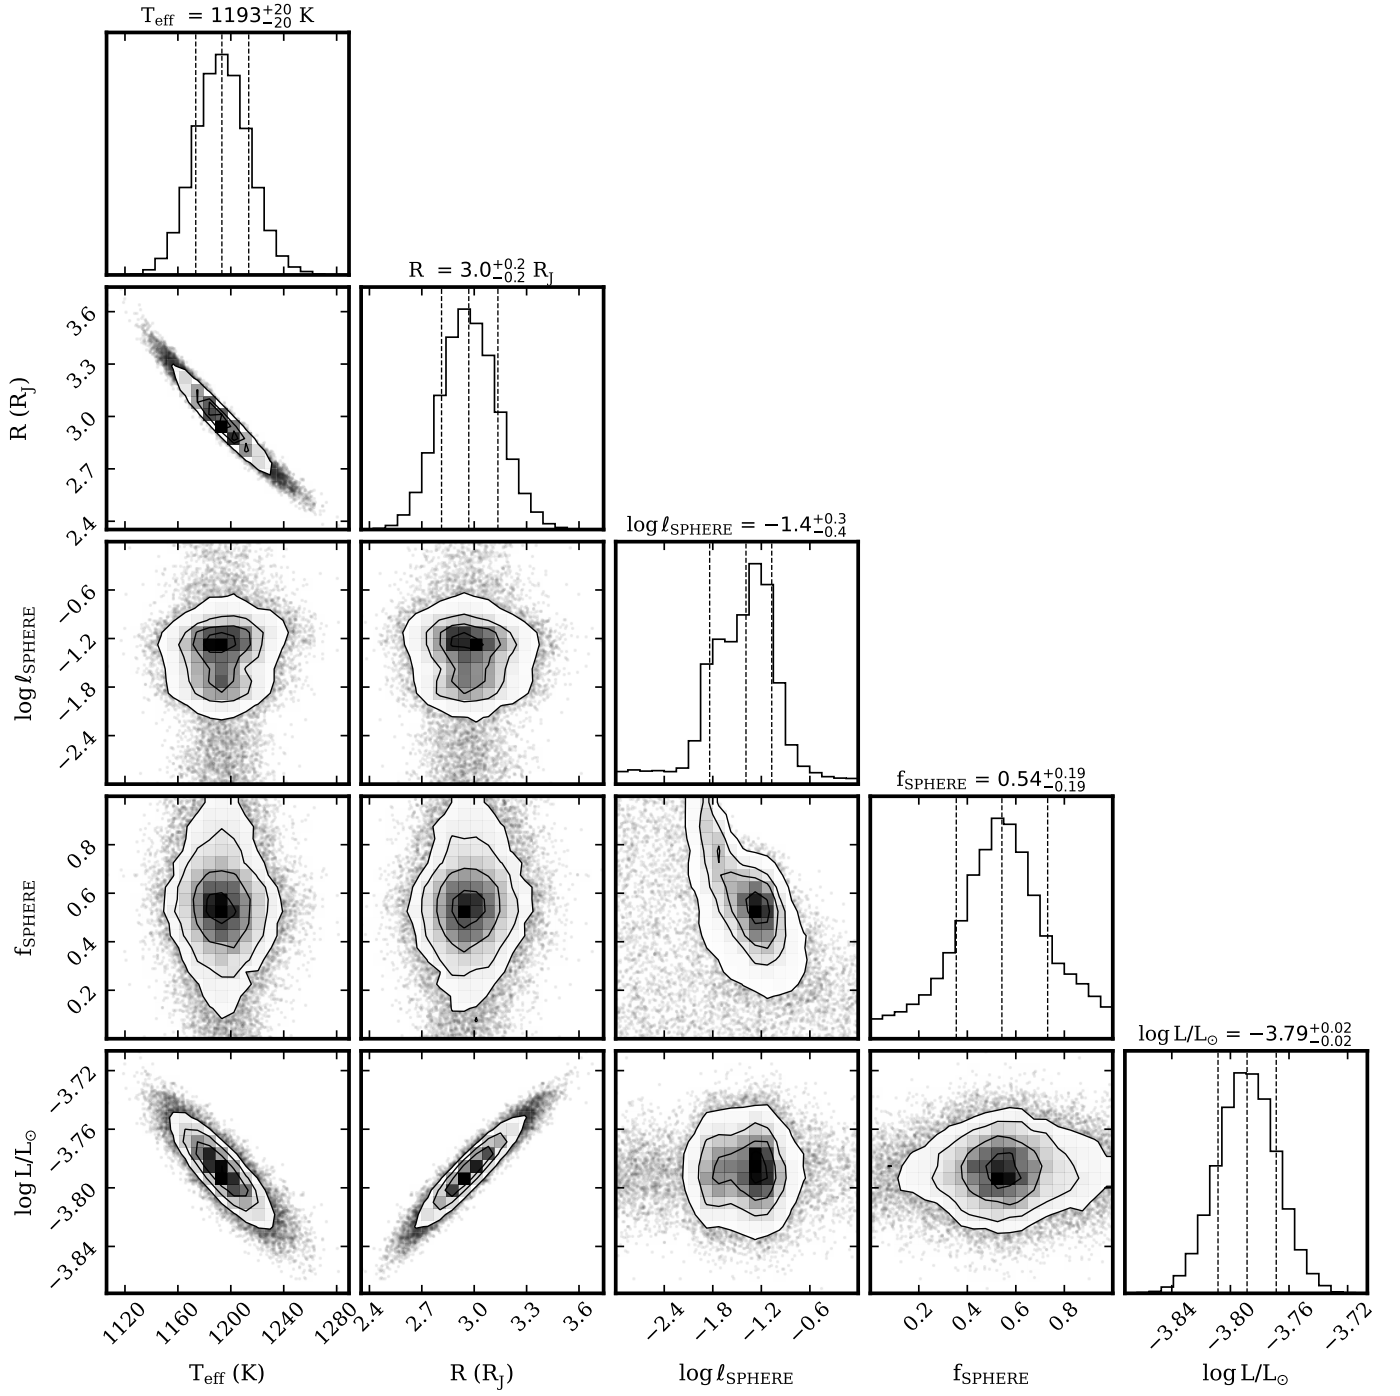 T_eff = 1193^{+20}_{−20} K
R = 3.0^{+0.2}_{−0.2} R_J
3.6
3.3
3.0
2.7
2.4
R (R_J)
log ℓ_SPHERE = −1.4^{+0.3}_{−0.4}
−0.6
−1.2
−1.8
−2.4
log ℓ_SPHERE
f_SPHERE = 0.54^{+0.19}_{−0.19}
0.8
0.6
0.4
0.2
f_SPHERE
log L/L_☉ = −3.79^{+0.02}_{−0.02}
−3.72
−3.76
−3.80
−3.84
log L/L_☉
1120 1160 1200 1240 1280 2.4 2.7 3.0 3.3 3.6 −2.4 −1.8 −1.2 −0.6 0.2 0.4 0.6 0.8 −3.84 −3.80 −3.76 −3.72
T_eff (K) R (R_J) log ℓ_SPHERE f_SPHERE log L/L_☉